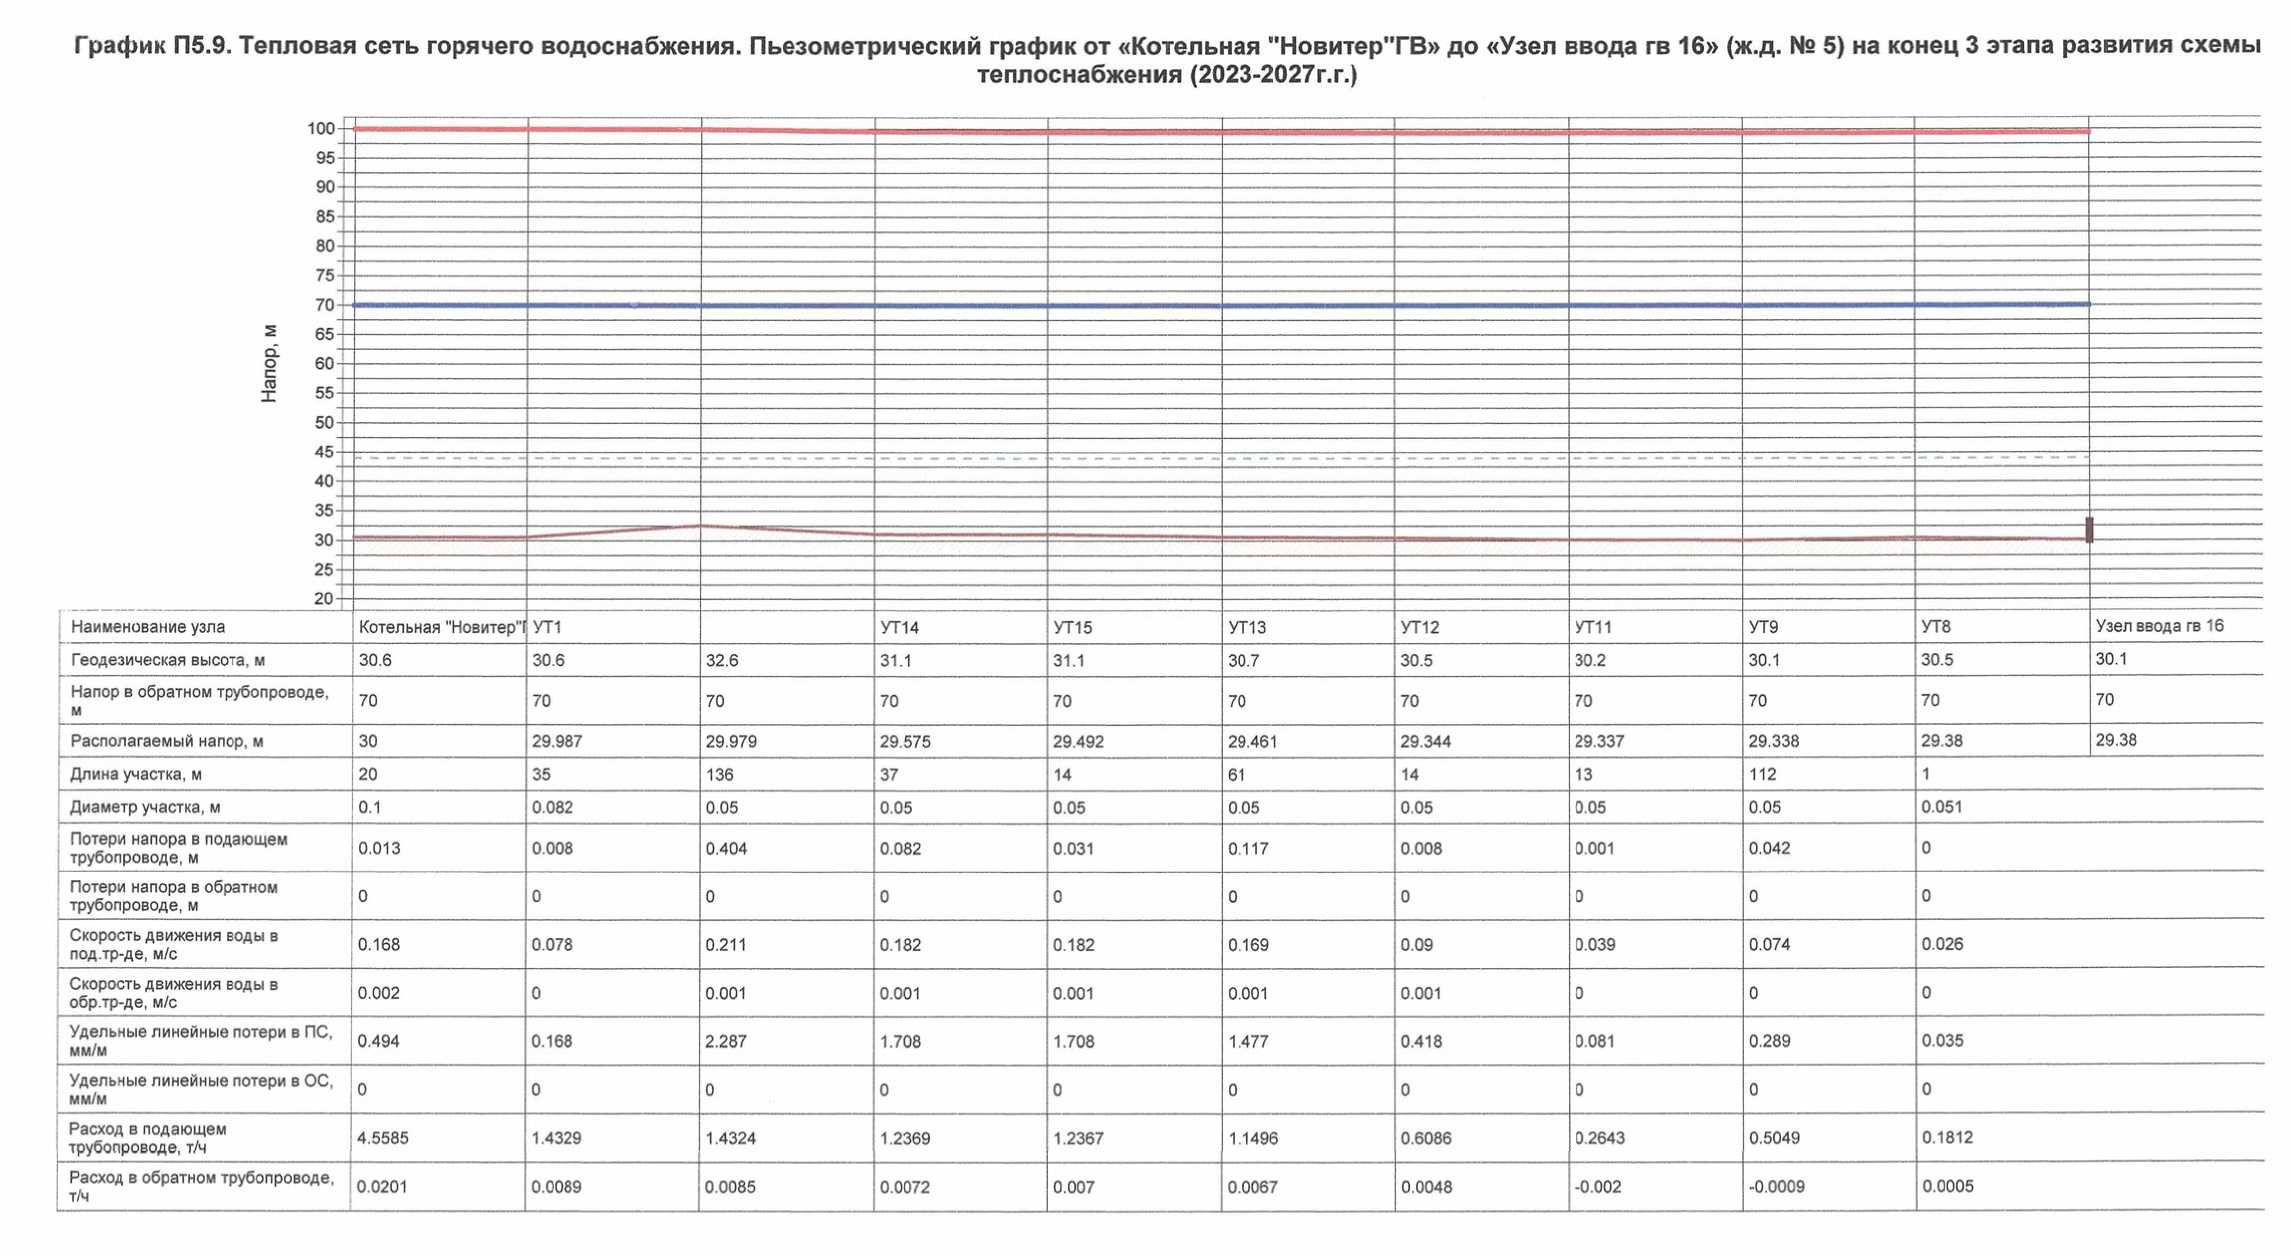 График П5.9. Тепловая сеть горячего водоснабжения. Пьезометрический график от «Котельная "Новитер"ГВ» до «Узел ввода гв 16» (ж.д. № 5) на конец 3 этапа развития схемы
теплоснабжения (2023-2027г.г.)
100
95
90
85
80
75
70
65
60
55
50
45
40
35
30
25
20
Напор, м
Наименование узла Котельная "Новитер"Г УТ1 УТ14 УТ15 УТ13 УТ12 УТ11 УТ9 УТ8 Узел ввода гв 16
Геодезическая высота, м 30.6 30.6 32.6 31.1 31.1 30.7 30.5 30.2 30.1 30.5 30.1
Напор в обратном трубопроводе,
м 70 70 70 70 70 70 70 70 70 70 70
Располагаемый напор, м 30 29.987 29.979 29.575 29.492 29.461 29.344 29.337 29.338 29.38 29.38
Длина участка, м 20 35 136 37 14 61 14 13 112 1
Диаметр участка, м 0.1 0.082 0.05 0.05 0.05 0.05 0.05 0.05 0.05 0.051
Потери напора в подающем
трубопроводе, м 0.013 0.008 0.404 0.082 0.031 0.117 0.008 0.001 0.042 0
Потери напора в обратном
трубопроводе, м 0 0 0 0 0 0 0 0 0 0
Скорость движения воды в
под.тр-де, м/с 0.168 0.078 0.211 0.182 0.182 0.169 0.09 0.039 0.074 0.026
Скорость движения воды в
обр.тр-де, м/с 0.002 0 0.001 0.001 0.001 0.001 0.001 0 0 0
Удельные линейные потери в ПС,
мм/м 0.494 0.168 2.287 1.708 1.708 1.477 0.418 0.081 0.289 0.035
Удельные линейные потери в ОС,
мм/м 0 0 0 0 0 0 0 0 0 0
Расход в подающем
трубопроводе, т/ч 4.5585 1.4329 1.4324 1.2369 1.2367 1.1496 0.6086 0.2643 0.5049 0.1812
Расход в обратном трубопроводе,
т/ч 0.0201 0.0089 0.0085 0.0072 0.007 0.0067 0.0048 -0.002 -0.0009 0.0005